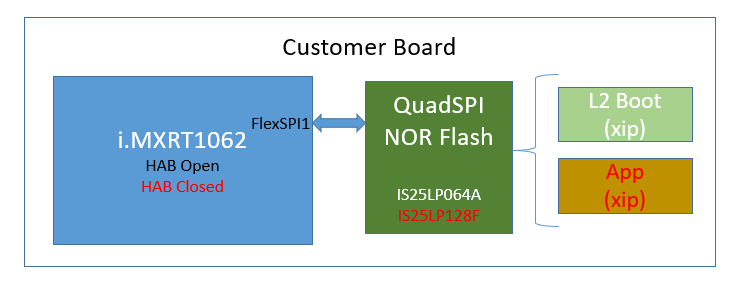 Customer Board
i.MXRT1062
HAB Open
HAB Closed
FlexSPI1
QuadSPI
NOR Flash
IS25LP064A
IS25LP128F
L2 Boot
(xip)
App
(xip)